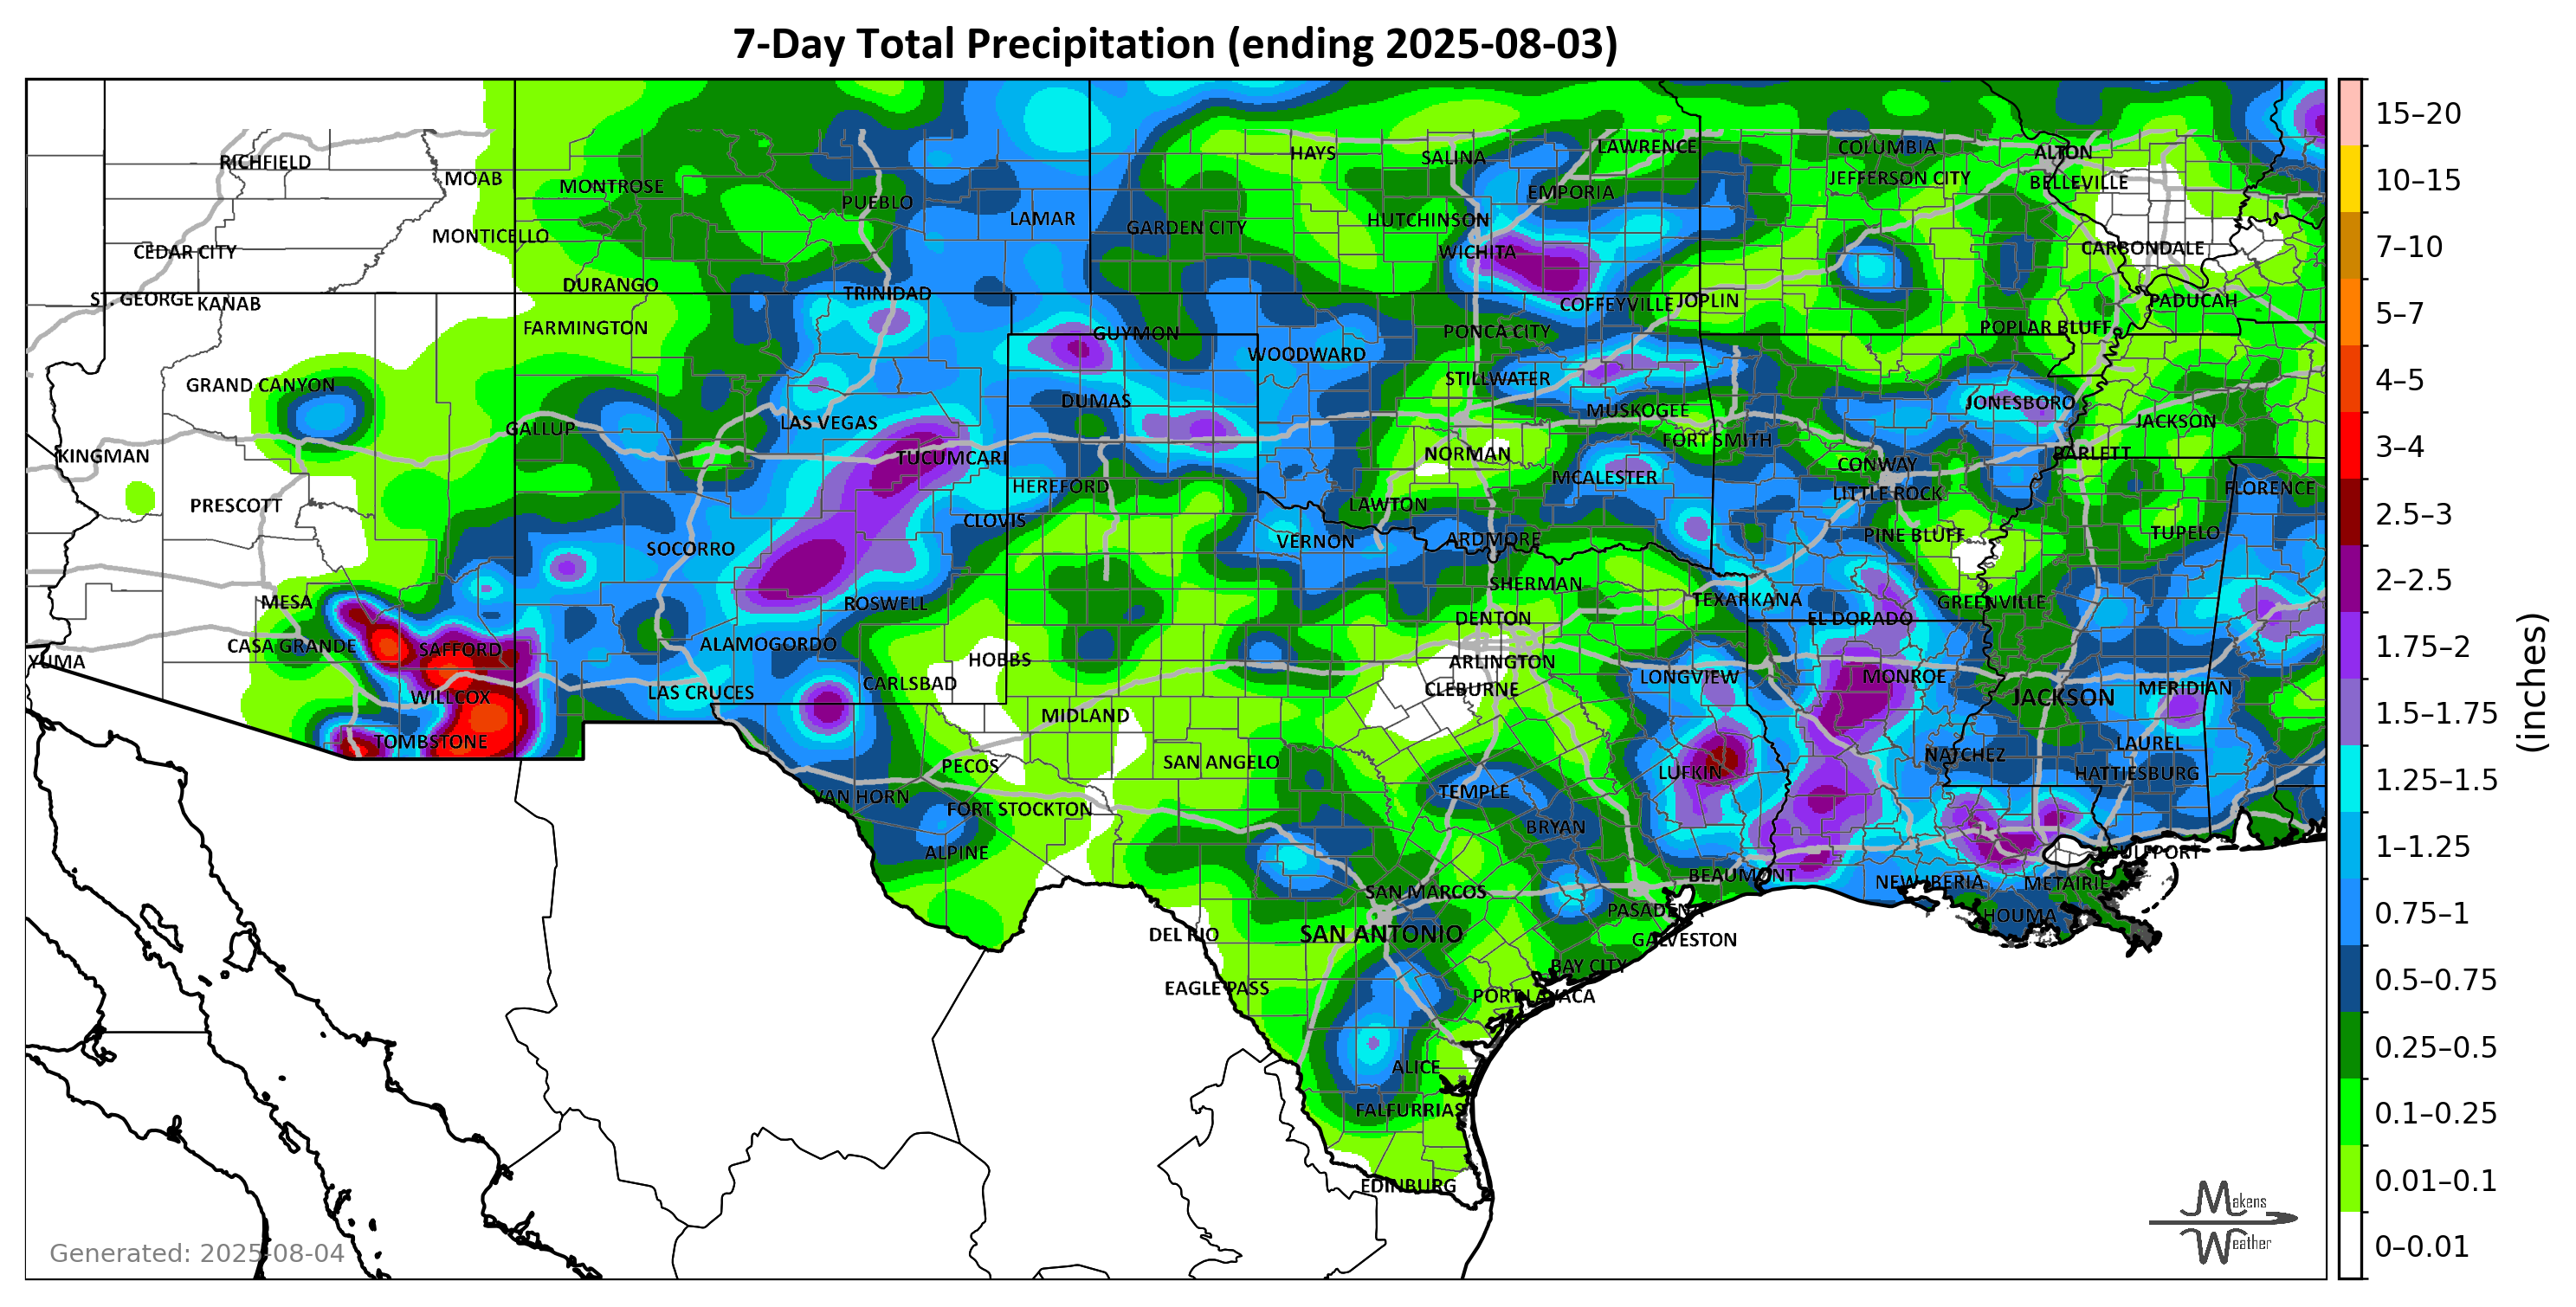 7-Day Total Precipitation (ending 2025-08-03)
RICHFIELD
MOAB
MONTROSE
PUEBLO
LAMAR
HAYS
SALINA
LAWRENCE
COLUMBIA
ALTON
GARDEN CITY
HUTCHINSON
EMPORIA
JEFFERSON CITY
BELLEVILLE
CEDAR CITY
MONTICELLO
WICHITA
CARBONDALE
ST. GEORGE
KANAB
DURANGO
TRINIDAD
COFFEYVILLE
JOPLIN
PADUCAH
FARMINGTON
GUYMON
PONCA CITY
POPLAR BLUFF
WOODWARD
GRAND CANYON
DUMAS
STILLWATER
GALLUP
LAS VEGAS
MUSKOGEE
JONESBORO
JACKSON
KINGMAN
TUCUMCARI
NORMAN
FORT SMITH
BARLETT
PRESCOTT
HEREFORD
MCALESTER
CONWAY
LITTLE ROCK
FLORENCE
CLOVIS
LAWTON
SOCORRO
VERNON
ARDMORE
PINE BLUFF
TUPELO
MESA
ROSWELL
SHERMAN
TEXARKANA
GREENVILLE
CASA GRANDE
SAFFORD
ALAMOGORDO
DENTON
EL DORADO
YUMA
HOBBS
ARLINGTON
WILLCOX
LAS CRUCES
CARLSBAD
CLEBURNE
LONGVIEW
MONROE
JACKSON
MERIDIAN
TOMBSTONE
MIDLAND
PECOS
SAN ANGELO
LUFKIN
NATCHEZ
LAUREL
HATTIESBURG
VAN HORN
FORT STOCKTON
TEMPLE
BRYAN
ALPINE
GULFPORT
SAN MARCOS
BEAUMONT
NEW IBERIA
METAIRIE
DEL RIO
SAN ANTONIO
PASADENA
GALVESTON
HOUMA
EAGLE PASS
BAY CITY
PORT LAVACA
ALICE
FALFURRIAS
EDINBURG
Generated: 2025-08-04
Makens
Weather
15–20
10–15
7–10
5–7
4–5
3–4
2.5–3
2–2.5
1.75–2
1.5–1.75
1.25–1.5
1–1.25
0.75–1
0.5–0.75
0.25–0.5
0.1–0.25
0.01–0.1
0–0.01
(inches)